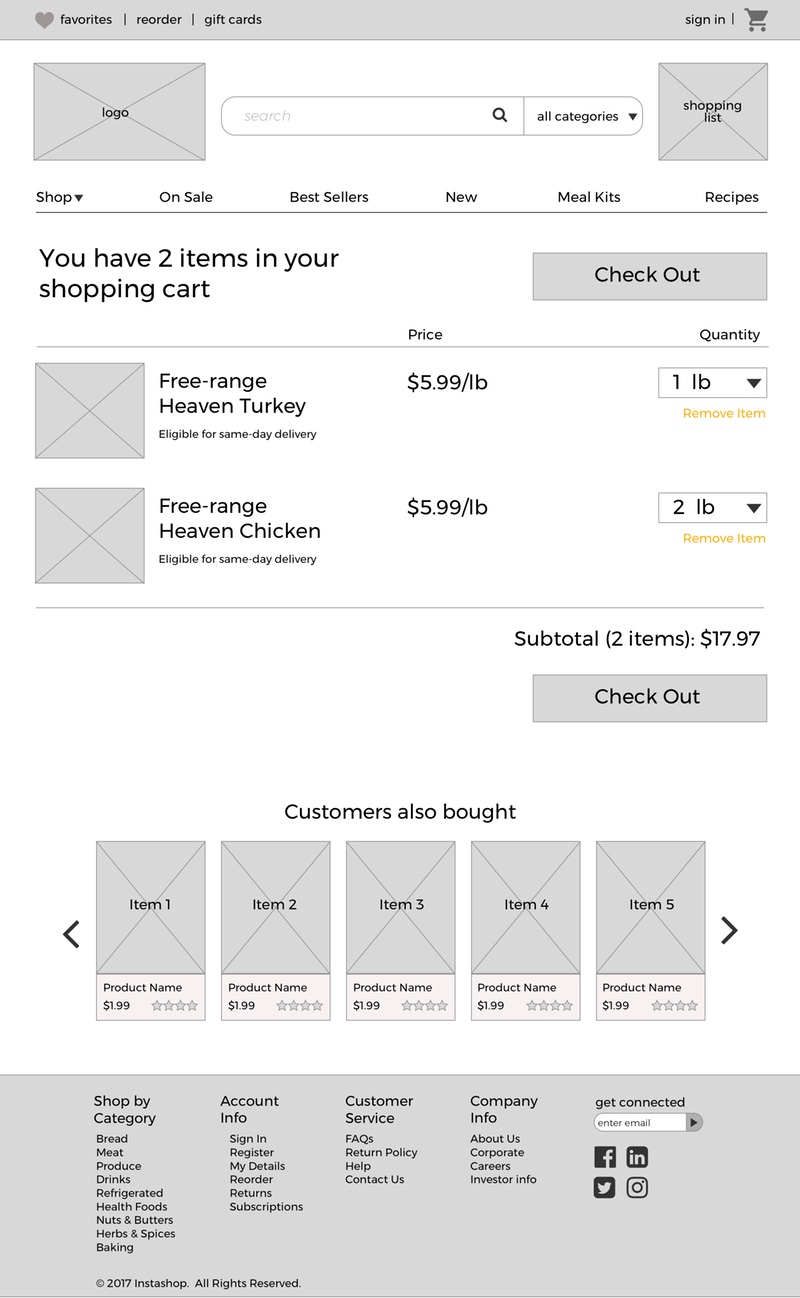 favorites | reorder | gift cards
sign in |
logo
search
all categories
shopping
list
Shop
On Sale
Best Sellers
New
Meal Kits
Recipes
You have 2 items in your
shopping cart
Check Out
Price
Quantity
Free-range
Heaven Turkey
Eligible for same-day delivery
$5.99/lb
1 lb
Remove Item
Free-range
Heaven Chicken
Eligible for same-day delivery
$5.99/lb
2 lb
Remove Item
Subtotal (2 items): $17.97
Check Out
Customers also bought
Item 1
Product Name
$1.99
Item 2
Product Name
$1.99
Item 3
Product Name
$1.99
Item 4
Product Name
$1.99
Item 5
Product Name
$1.99
Shop by
Category
Bread
Meat
Produce
Drinks
Refrigerated
Health Foods
Nuts & Butters
Herbs & Spices
Baking
Account
Info
Sign In
Register
My Details
Reorder
Returns
Subscriptions
Customer
Service
FAQs
Return Policy
Help
Contact Us
Company
Info
About Us
Corporate
Careers
Investor info
get connected
enter email
© 2017 Instashop. All Rights Reserved.